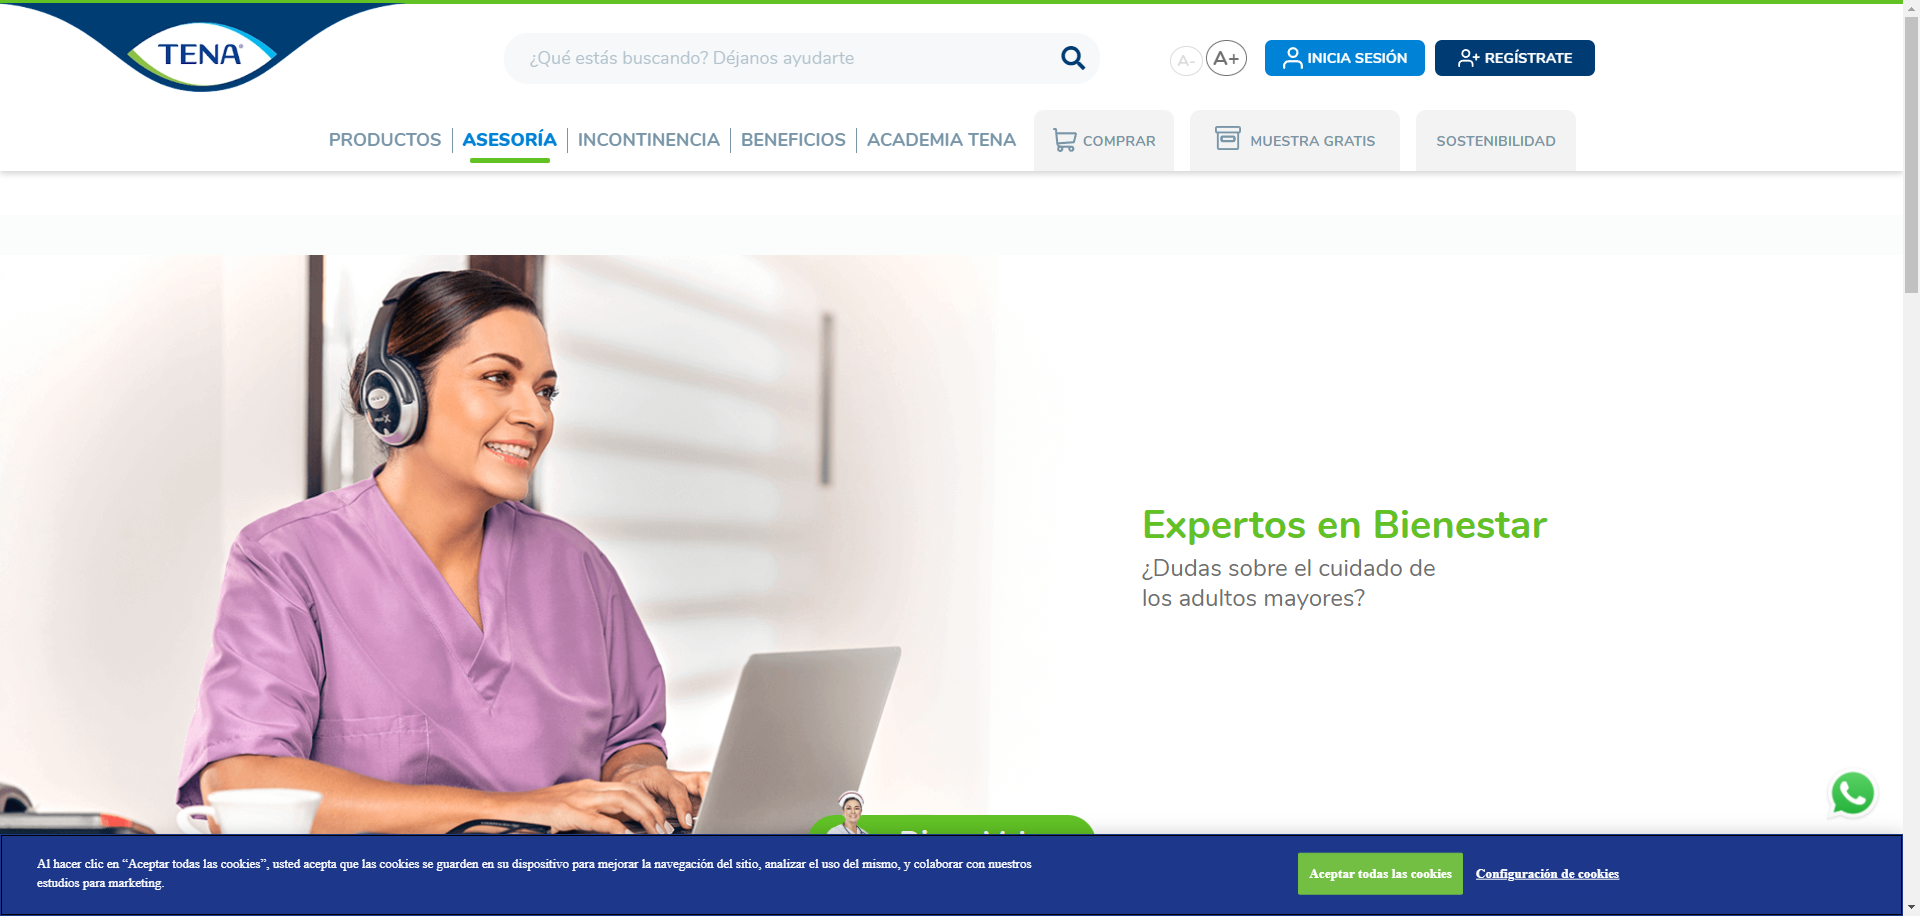 TENA
¿Qué estás buscando? Déjanos ayudarte
A-
A+
INICIA SESIÓN
REGÍSTRATE
PRODUCTOS
ASESORÍA
INCONTINENCIA
BENEFICIOS
ACADEMIA TENA
COMPRAR
MUESTRA GRATIS
SOSTENIBILIDAD
Expertos en Bienestar
¿Dudas sobre el cuidado de
los adultos mayores?
Al hacer clic en “Aceptar todas las cookies”, usted acepta que las cookies se guarden en su dispositivo para mejorar la navegación del sitio, analizar el uso del mismo, y colaborar con nuestros
estudios para marketing.
Aceptar todas las cookies
Configuración de cookies